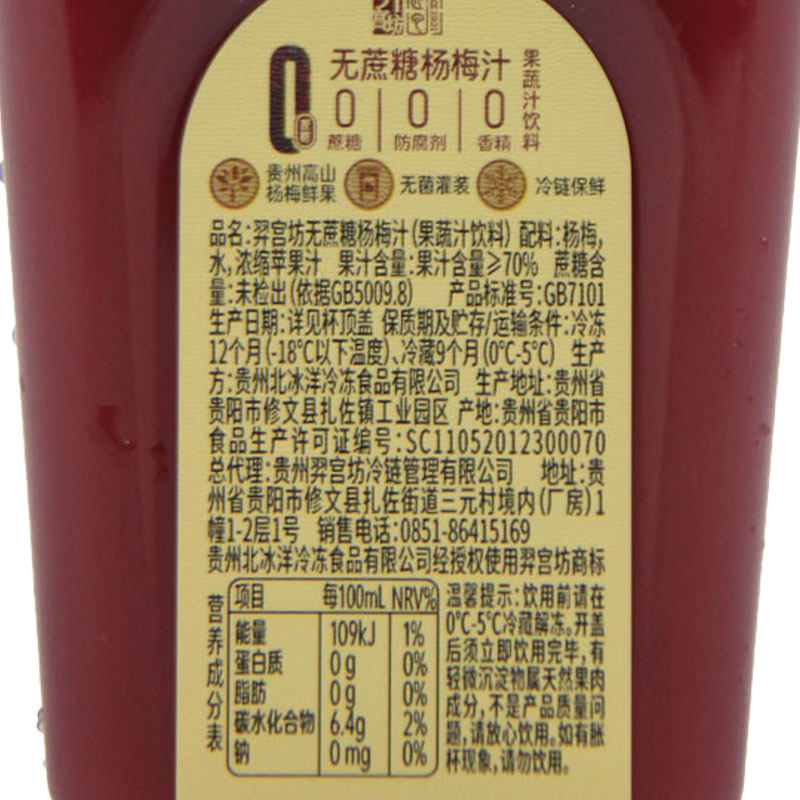 0
无蔗糖杨梅汁
果蔬汁饮料
0 0 0
蔗糖 防腐剂 香精
贵州高山
杨梅鲜果
无菌灌装
冷链保鲜
品名:羿宫坊无蔗糖杨梅汁(果蔬汁饮料) 配料:杨梅,
水,浓缩苹果汁 果汁含量:果汁含量≥70% 蔗糖含
量:未检出(依据GB5009.8) 产品标准号:GB7101
生产日期:详见杯顶盖 保质期及贮存/运输条件:冷冻
12个月(-18℃以下温度)、冷藏9个月(0℃-5℃) 生产
方:贵州北冰洋冷冻食品有限公司 生产地址:贵州省
贵阳市修文县扎佐镇工业园区 产地:贵州省贵阳市
食品生产许可证编号:SC11052012300070
总代理:贵州羿宫坊冷链管理有限公司 地址:贵
州省贵阳市修文县扎佐街道三元村境内(厂房)1
幢1-2层1号 销售电话:0851-86415169
贵州北冰洋冷冻食品有限公司经授权使用羿宫坊商标
营养成分表
项目 每100mL NRV%
能量 109kJ 1%
蛋白质 0g 0%
脂肪 0g 0%
碳水化合物 6.4g 2%
钠 0mg 0%
温馨提示:饮用前请在
0℃-5℃冷藏解冻。开盖
后须立即饮用完毕,有
轻微沉淀物属天然果肉
成分,不是产品质量问
题,请放心饮用。如有胀
杯现象,请勿饮用。